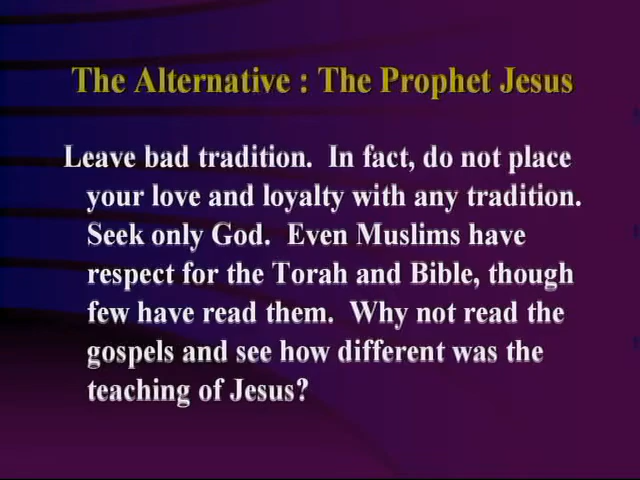 The Alternative : The Prophet Jesus
Leave bad tradition.  In fact, do not place
your love and loyalty with any tradition.
Seek only God.  Even Muslims have
respect for the Torah and Bible, though
few have read them.  Why not read the
gospels and see how different was the
teaching of Jesus?